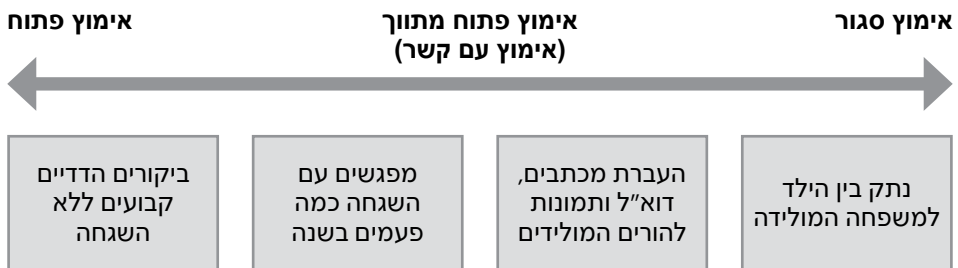 אימוץ סגור
אימוץ פתוח מתווך
(אימוץ עם קשר)
אימוץ פתוח
נתק בין הילד
למשפחה המולידה
העברת מכתבים,
דוא"ל ותמונות
להורים המולידים
מפגשים עם
השגחה כמה
פעמים בשנה
ביקורים הדדיים
קבועים ללא
השגחה